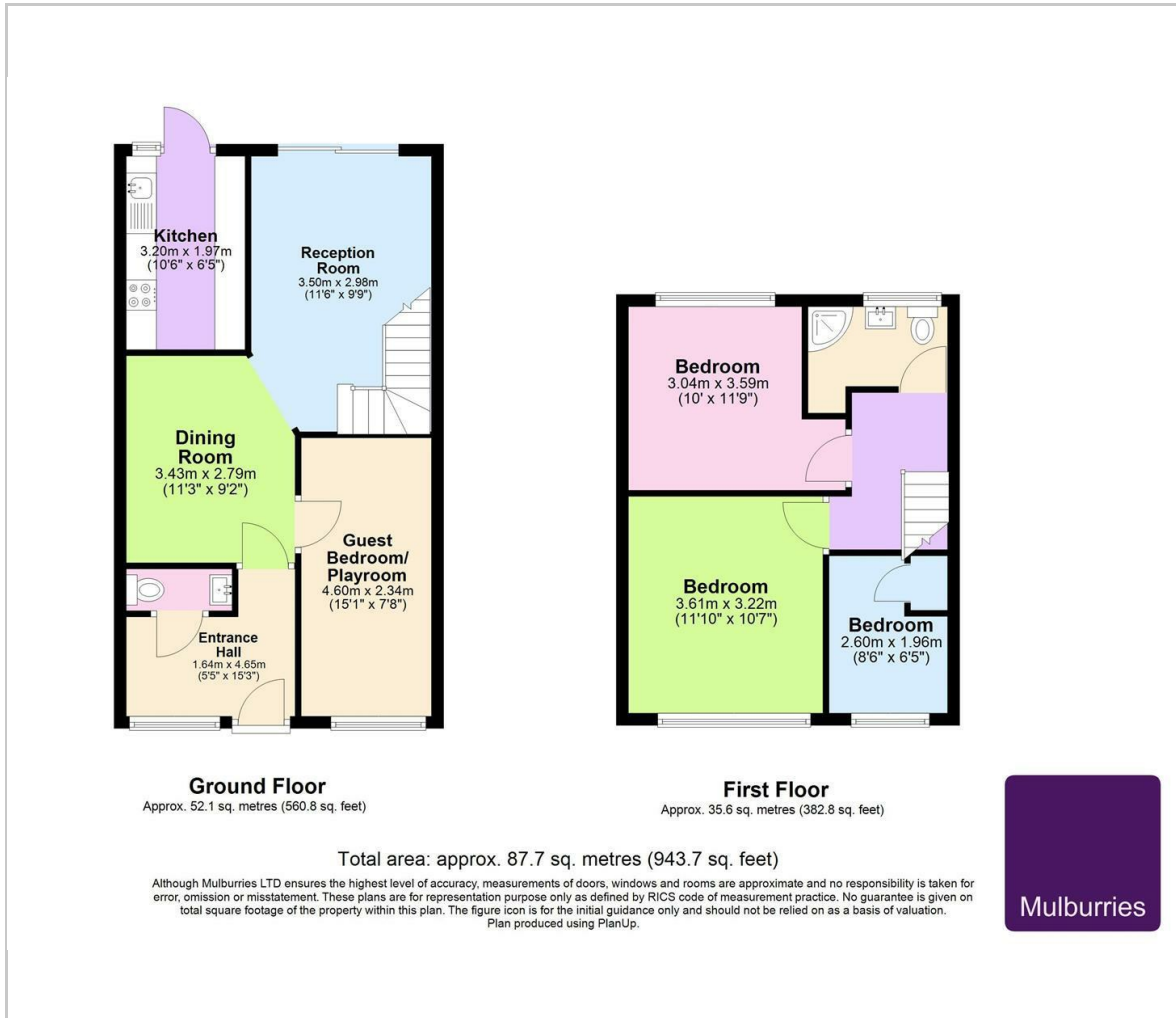 Kitchen
3.20m x 1.97m
(10'6" x 6'5")
Reception
Room
3.50m x 2.98m
(11'6" x 9'9")
Dining
Room
3.43m x 2.79m
(11'3" x 9'2")
Guest
Bedroom/
Playroom
4.60m x 2.34m
(15'1" x 7'8")
Entrance
Hall
1.64m x 4.65m
(5'5" x 15'3")
Ground Floor
Approx. 52.1 sq. metres (560.8 sq. feet)
Bedroom
3.04m x 3.59m
(10' x 11'9")
Bedroom
3.61m x 3.22m
(11'10" x 10'7")
Bedroom
2.60m x 1.96m
(8'6" x 6'5")
First Floor
Approx. 35.6 sq. metres (382.8 sq. feet)
Total area: approx. 87.7 sq. metres (943.7 sq. feet)
Although Mulburries LTD ensures the highest level of accuracy, measurements of doors, windows and rooms are approximate and no responsibility is taken for
error, omission or misstatement. These plans are for representation purpose only as defined by RICS code of measurement practice. No guarantee is given on
total square footage of the property within this plan. The figure icon is for the initial guidance only and should not be relied on as a basis of valuation.
Plan produced using PlanUp.
Mulburries